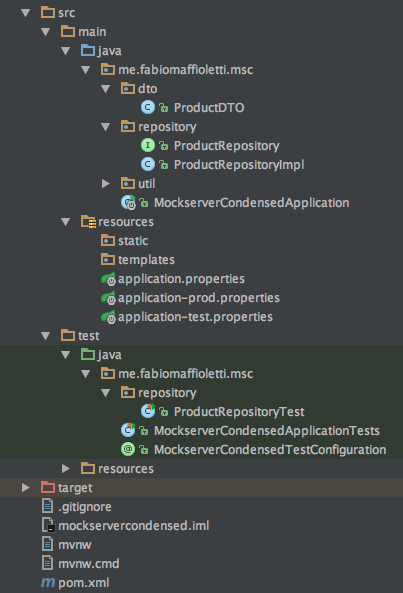 src
main
java
me.fabiomaffioletti.msc
dto
ProductDTO
repository
ProductRepository
ProductRepositoryImpl
util
MockserverCondensedApplication
resources
static
templates
application.properties
application-prod.properties
application-test.properties
test
java
me.fabiomaffioletti.msc
repository
ProductRepositoryTest
MockserverCondensedApplicationTests
MockserverCondensedTestConfiguration
resources
target
.gitignore
mockservercondensed.iml
mvnw
mvnw.cmd
pom.xml